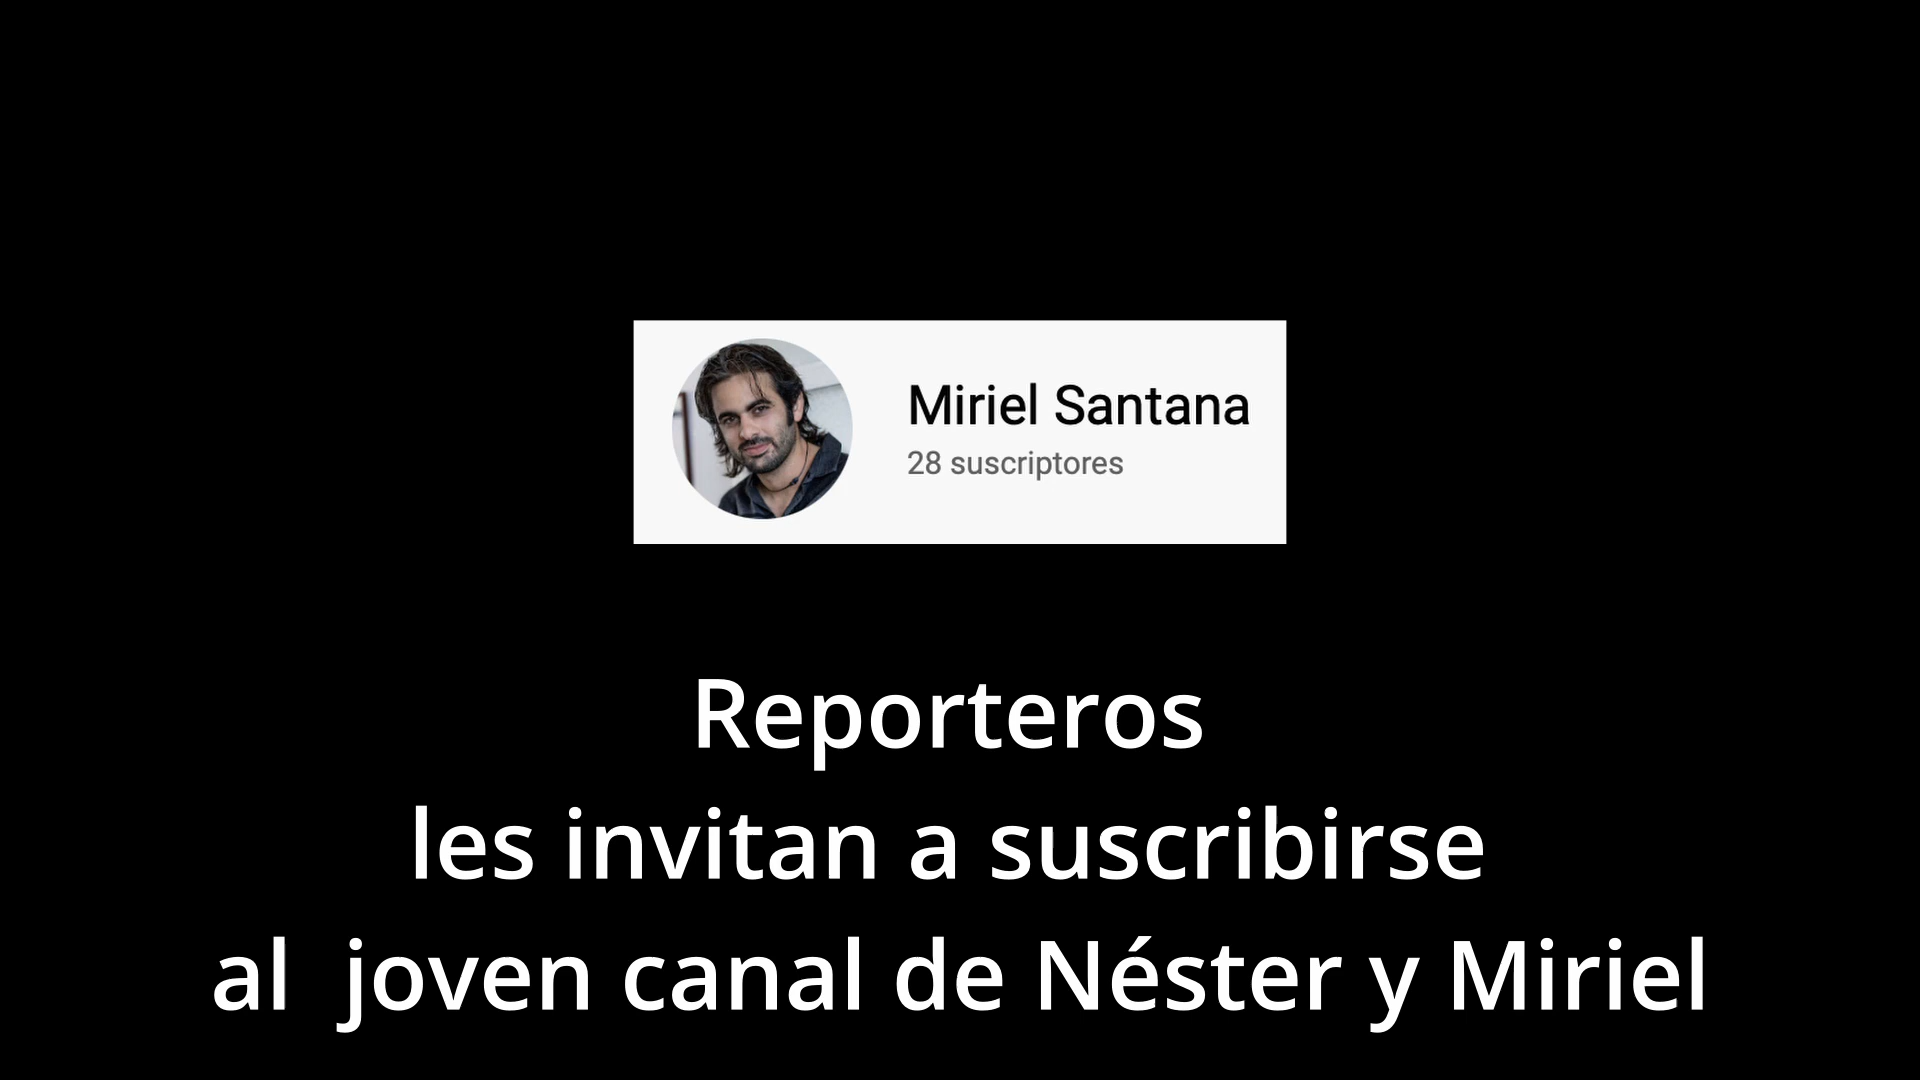 Miriel Santana
28 suscriptores
Reporteros
les invitan a suscribirse
al joven canal de Néster y Miriel